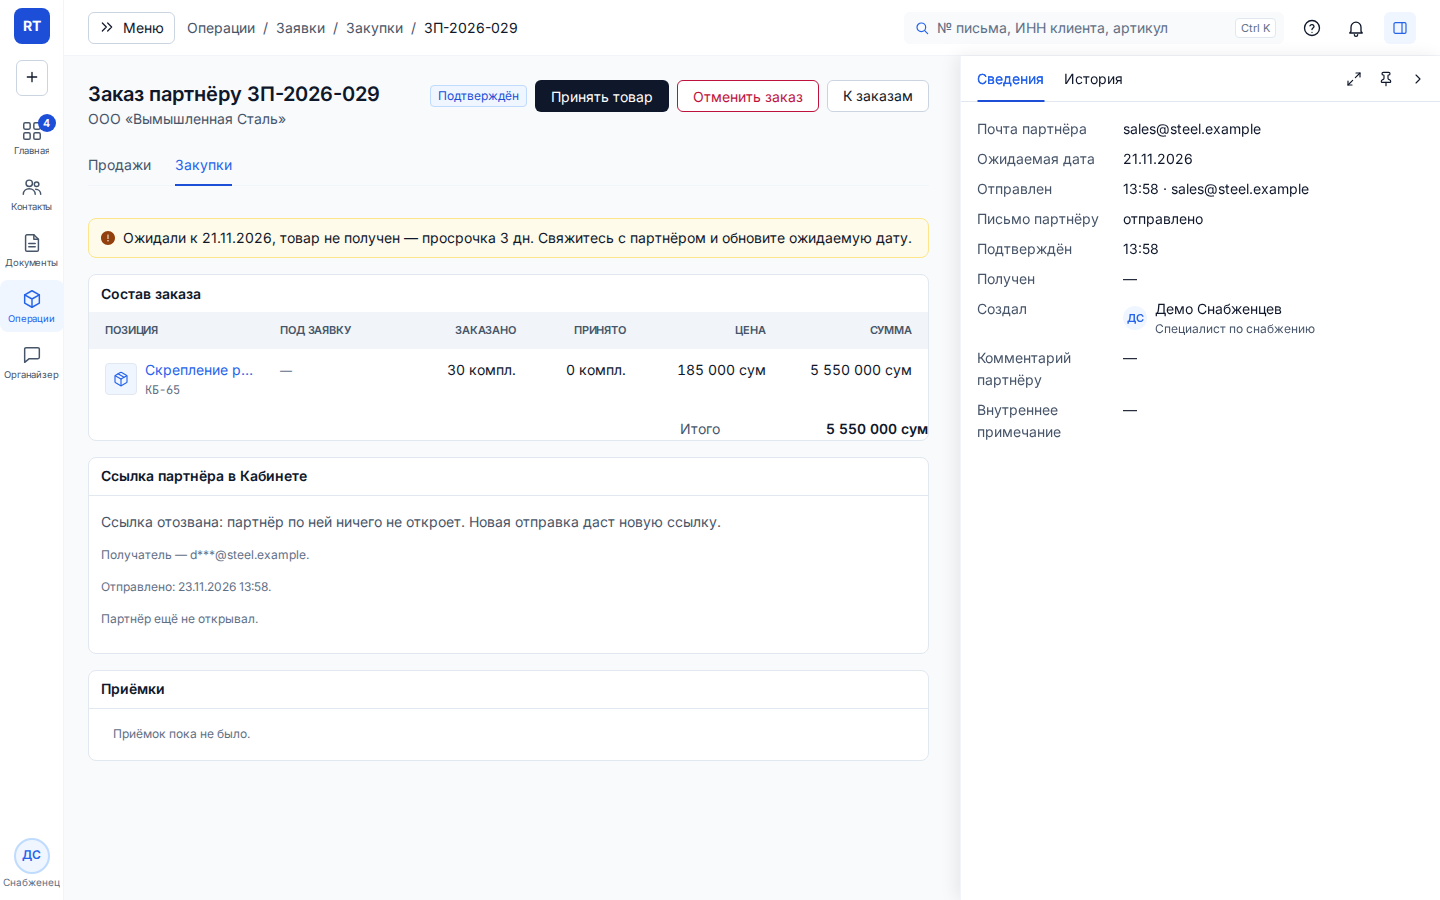 RT
Меню
Операции / Заявки / Закупки / ЗП-2026-029
№ письма, ИНН клиента, артикул
Ctrl K
4
Главная
Контакты
Документы
Операции
Органайзер
ДС
Снабженец
Заказ партнёру ЗП-2026-029
ООО «Вымышленная Сталь»
Подтверждён
Принять товар
Отменить заказ
К заказам
Продажи
Закупки
Ожидали к 21.11.2026, товар не получен — просрочка 3 дн. Свяжитесь с партнёром и обновите ожидаемую дату.
Состав заказа
ПОЗИЦИЯ ПОД ЗАЯВКУ ЗАКАЗАНО ПРИНЯТО ЦЕНА СУММА
Скрепление р... — 30 компл. 0 компл. 185 000 сум 5 550 000 сум
КБ-65
Итого 5 550 000 сум
Ссылка партнёра в Кабинете
Ссылка отозвана: партнёр по ней ничего не откроет. Новая отправка даст новую ссылку.
Получатель — d***@steel.example.
Отправлено: 23.11.2026 13:58.
Партнёр ещё не открывал.
Приёмки
Приёмок пока не было.
Сведения
История
Почта партнёра sales@steel.example
Ожидаемая дата 21.11.2026
Отправлен 13:58 · sales@steel.example
Письмо партнёру отправлено
Подтверждён 13:58
Получен —
Создал ДС Демо Снабженцев
Специалист по снабжению
Комментарий —
партнёру
Внутреннее —
примечание